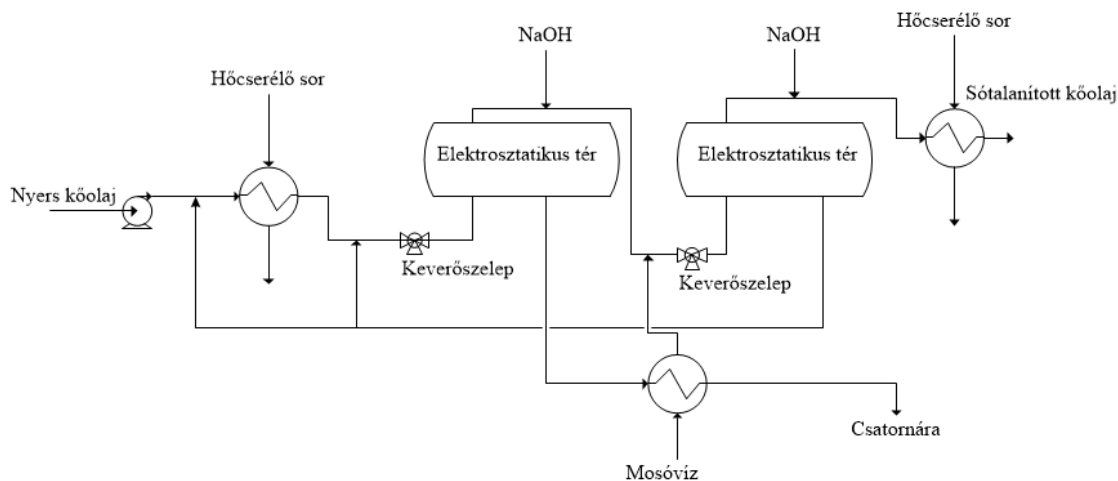 Hőcserélő sor
NaOH
NaOH
Hőcserélő sor
Sótalanított kőolaj
Elektrosztatikus tér
Elektrosztatikus tér
Nyers kőolaj
Keverőszelep
Keverőszelep
Csatornára
Mosóvíz